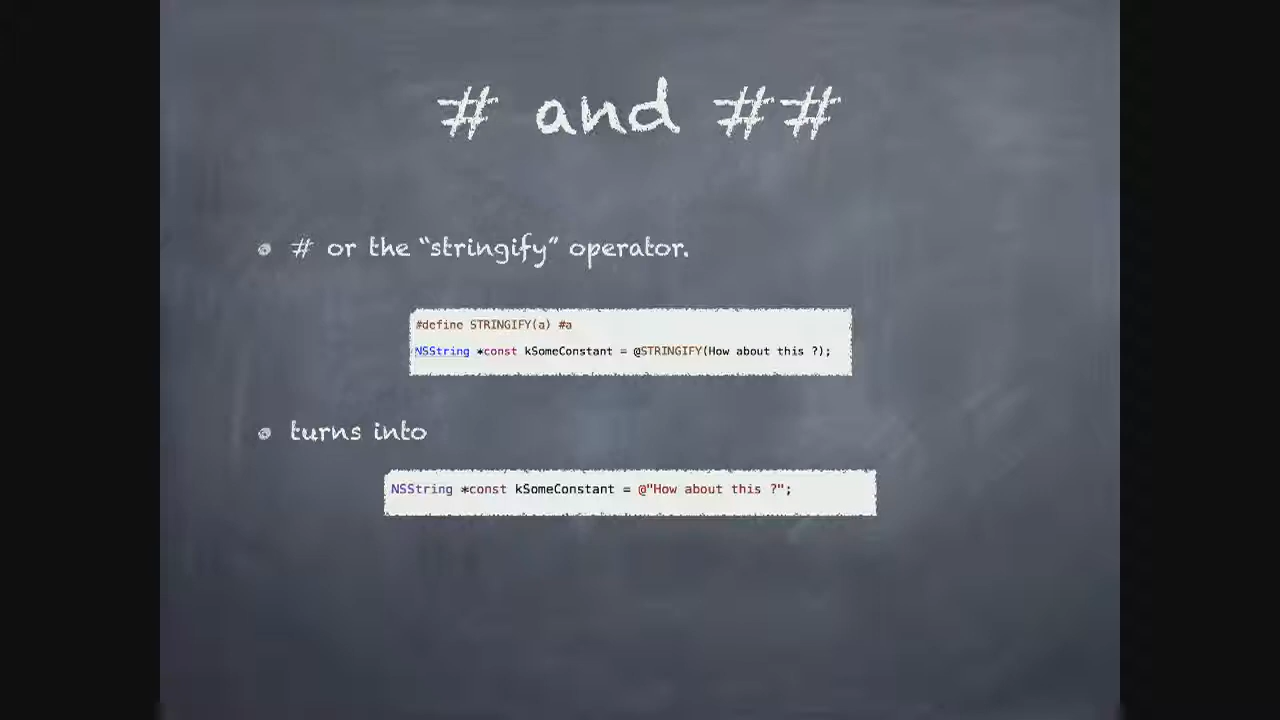 # and ##
# or the “stringify” operator.
#define STRINGIFY(a) #a
NSString *const kSomeConstant = @STRINGIFY(How about this ?);
turns into
NSString *const kSomeConstant = @"How about this ?";